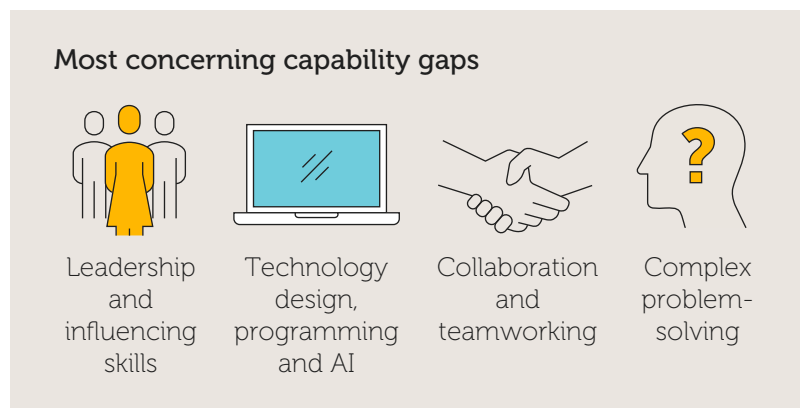 Most concerning capability gaps
?
Leadership
and
influencing
skills
Technology
design,
programming
and AI
Collaboration
and
teamworking
Complex
problem-
solving